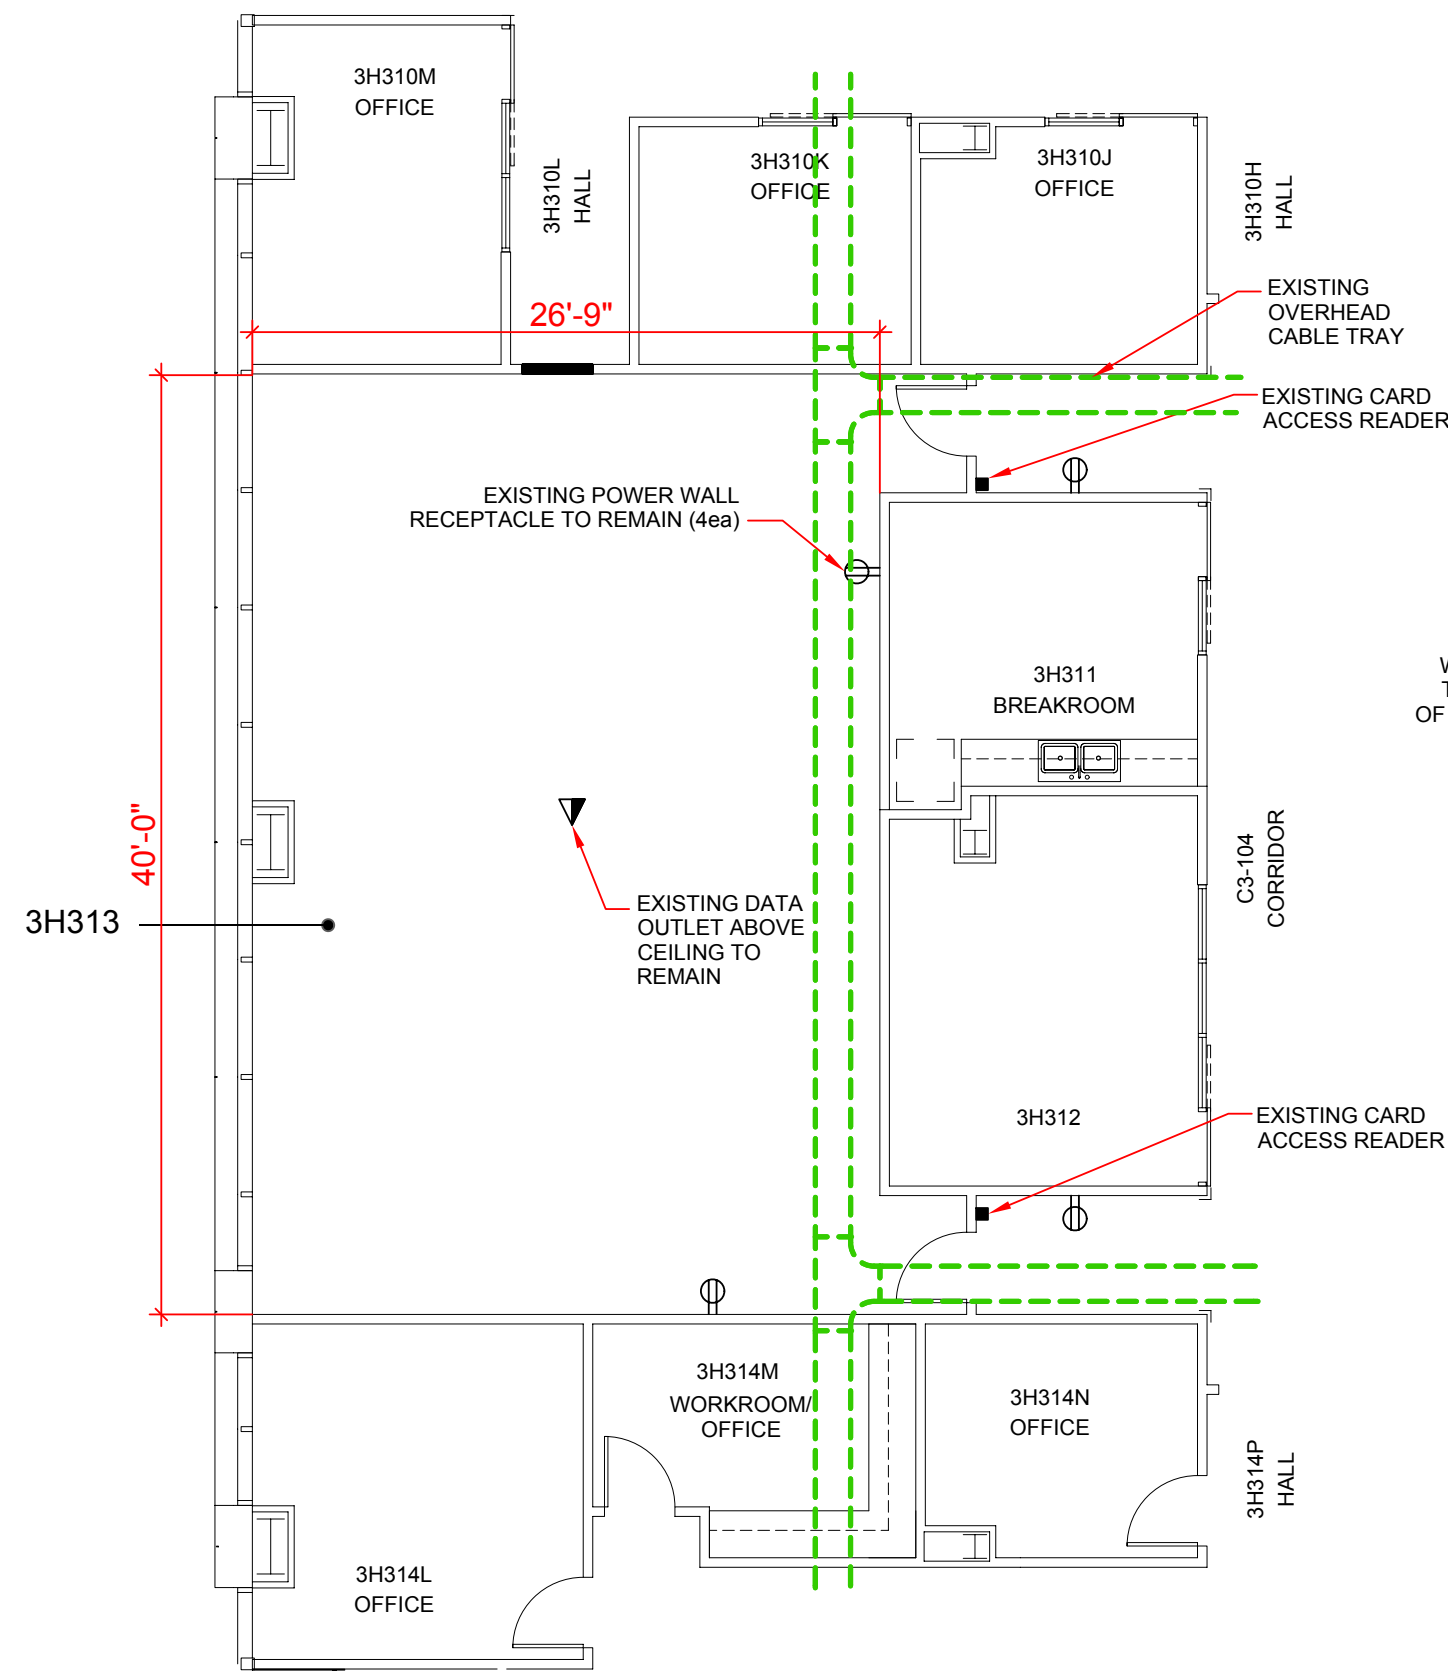 3H310M
OFFICE
3H310L
HALL
3H310K
OFFICE
3H310J
OFFICE
3H310H
HALL
26'-9"
EXISTING
OVERHEAD
CABLE TRAY
EXISTING CARD
ACCESS READER
EXISTING POWER WALL
RECEPTACLE TO REMAIN (4ea)
3H311
BREAKROOM
OF
40'-0"
3H313
EXISTING DATA
OUTLET ABOVE
CEILING TO
REMAIN
C3-104
CORRIDOR
3H312
EXISTING CARD
ACCESS READER
3H314M
WORKROOM/
OFFICE
3H314N
OFFICE
3H314P
HALL
3H314L
OFFICE